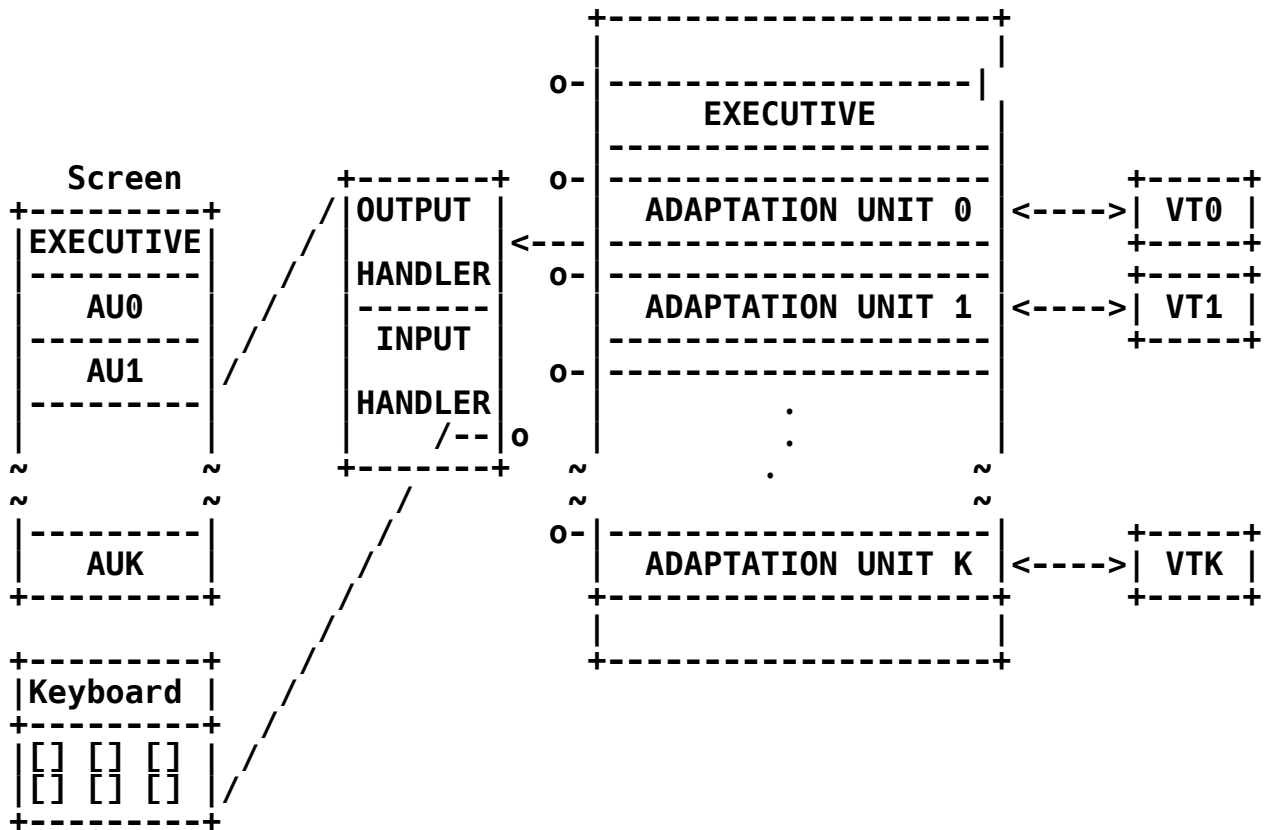 EXECUTIVE
Screen
OUTPUT ADAPTATION UNIT 0 <----> VT0
EXECUTIVE <---
HANDLER
AU0 ADAPTATION UNIT 1 <----> VT1
INPUT
AU1
HANDLER
AUK ADAPTATION UNIT K <----> VTK
Keyboard
[] [] []
[] [] []